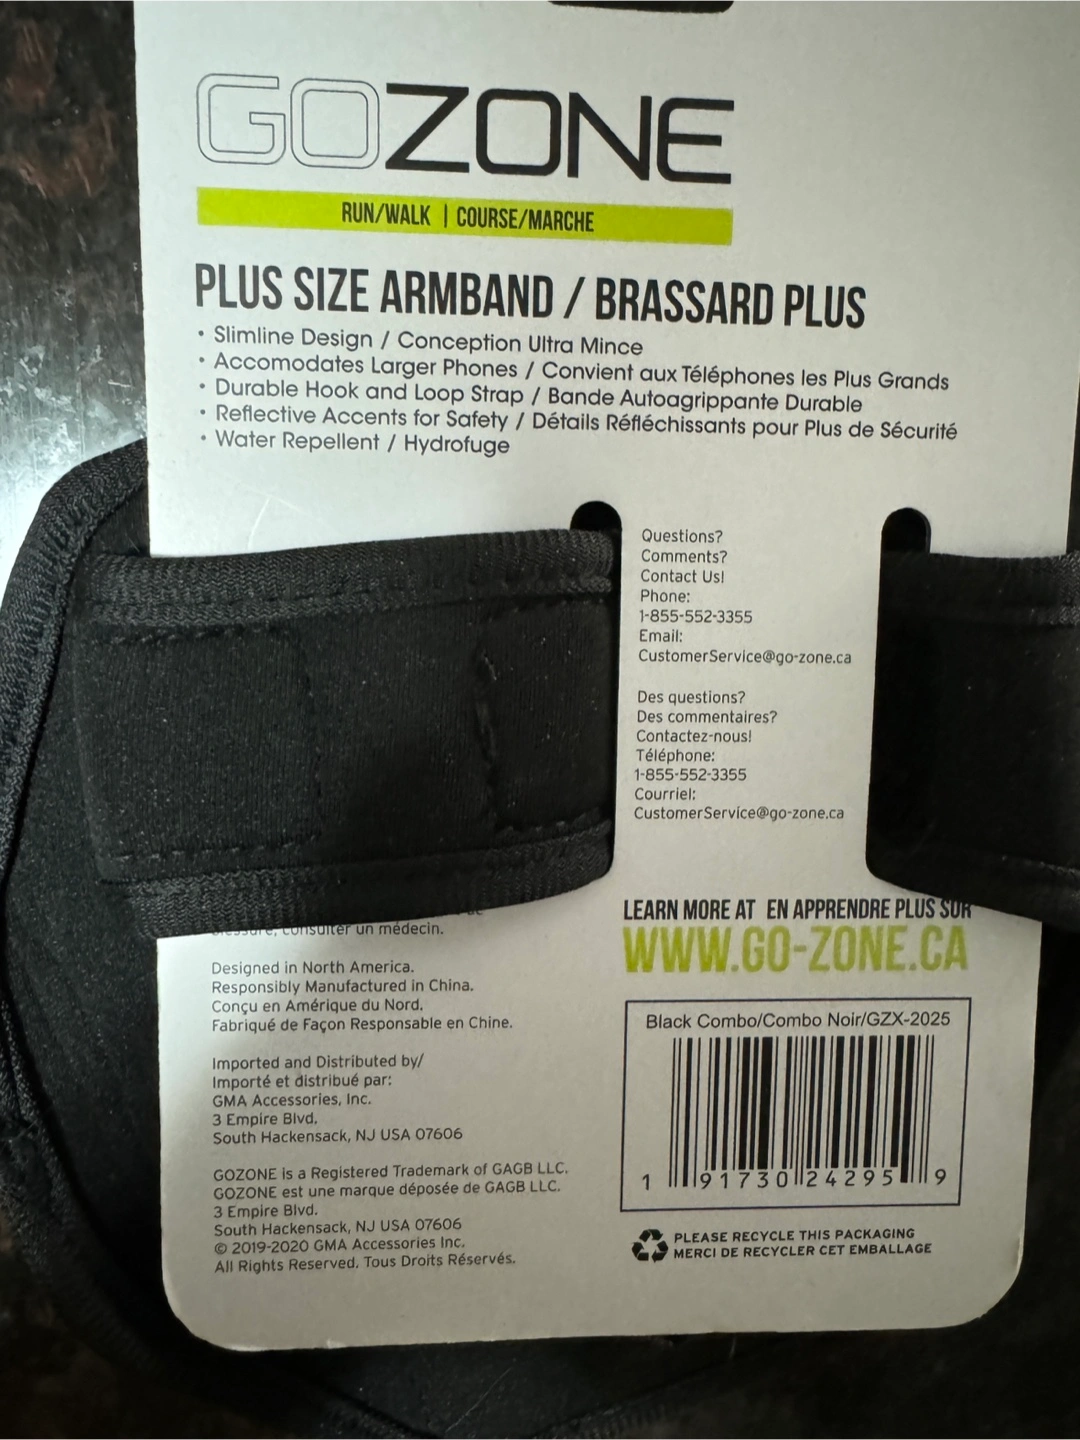 GOZONE
RUN/WALK | COURSE/MARCHE
PLUS SIZE ARMBAND / BRASSARD PLUS
• Slimline Design / Conception Ultra Mince
• Accomodates Larger Phones / Convient aux Téléphones les Plus Grands
• Durable Hook and Loop Strap / Bande Autoagrippante Durable
• Reflective Accents for Safety / Détails Réfléchissants pour Plus de Sécurité
• Water Repellent / Hydrofuge
Questions?
Comments?
Contact Us!
Phone:
1-855-552-3355
Email:
CustomerService@go-zone.ca
Des questions?
Des commentaires?
Contactez-nous!
Téléphone:
1-855-552-3355
Courriel:
CustomerService@go-zone.ca
consulter un médecin.
Designed in North America.
Responsibly Manufactured in China.
Conçu en Amérique du Nord.
Fabriqué de Façon Responsable en Chine.
Imported and Distributed by/
Importé et distribué par:
GMA Accessories, Inc.
3 Empire Blvd.
South Hackensack, NJ USA 07606
GOZONE is a Registered Trademark of GAGB LLC.
GOZONE est une marque déposée de GAGB LLC.
3 Empire Blvd.
South Hackensack, NJ USA 07606
© 2019-2020 GMA Accessories Inc.
All Rights Reserved. Tous Droits Réservés.
LEARN MORE AT EN APPRENDRE PLUS SUR
WWW.GO-ZONE.CA
Black Combo/Combo Noir/GZX-2025
1 91730 24295 9
PLEASE RECYCLE THIS PACKAGING
MERCI DE RECYCLER CET EMBALLAGE